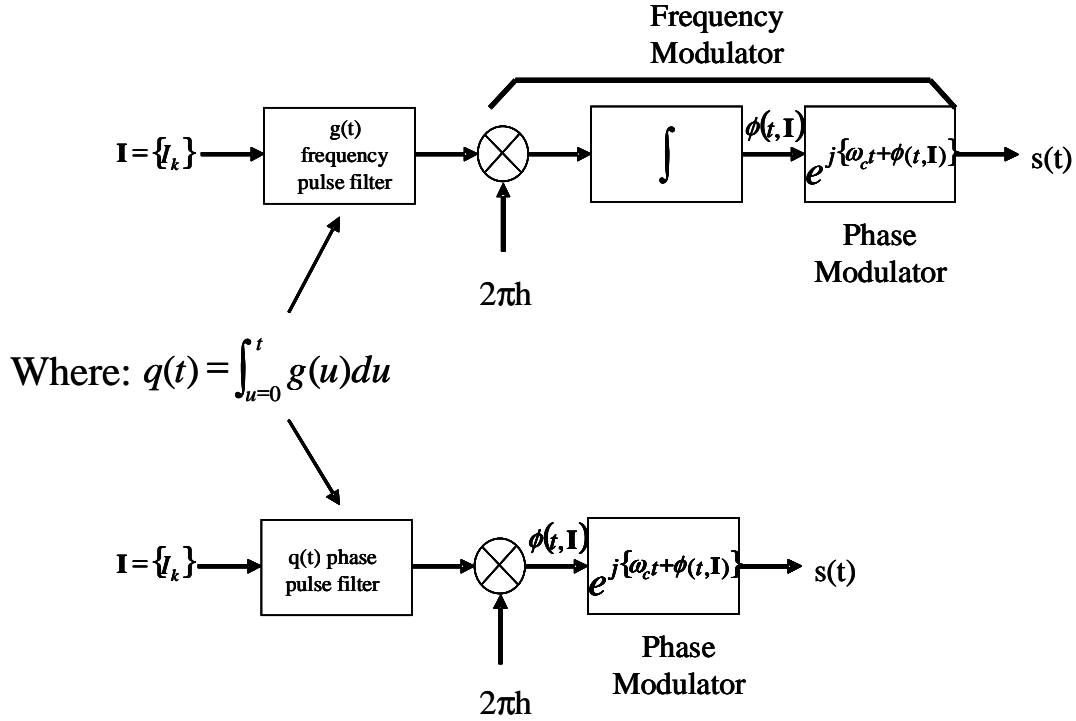 Frequency
Modulator
I = {I_k}
g(t)
frequency
pulse filter
∫
ϕ(t,I)
e^{j{ω_c t+ϕ(t,I)}}
s(t)
Phase
Modulator
2πh
Where: q(t) = ∫_{u=0}^{t} g(u)du
I = {I_k}
q(t) phase
pulse filter
ϕ(t,I)
e^{j{ω_c t+ϕ(t,I)}}
s(t)
Phase
Modulator
2πh